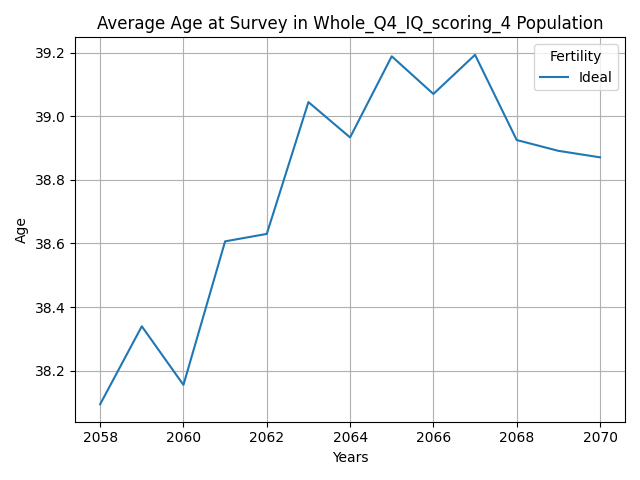 Average Age at Survey in Whole_Q4_IQ_scoring_4 Population
39.2
39.0
38.8
38.6
38.4
38.2
Age
Fertility
Ideal
2058 2060 2062 2064 2066 2068 2070
Years